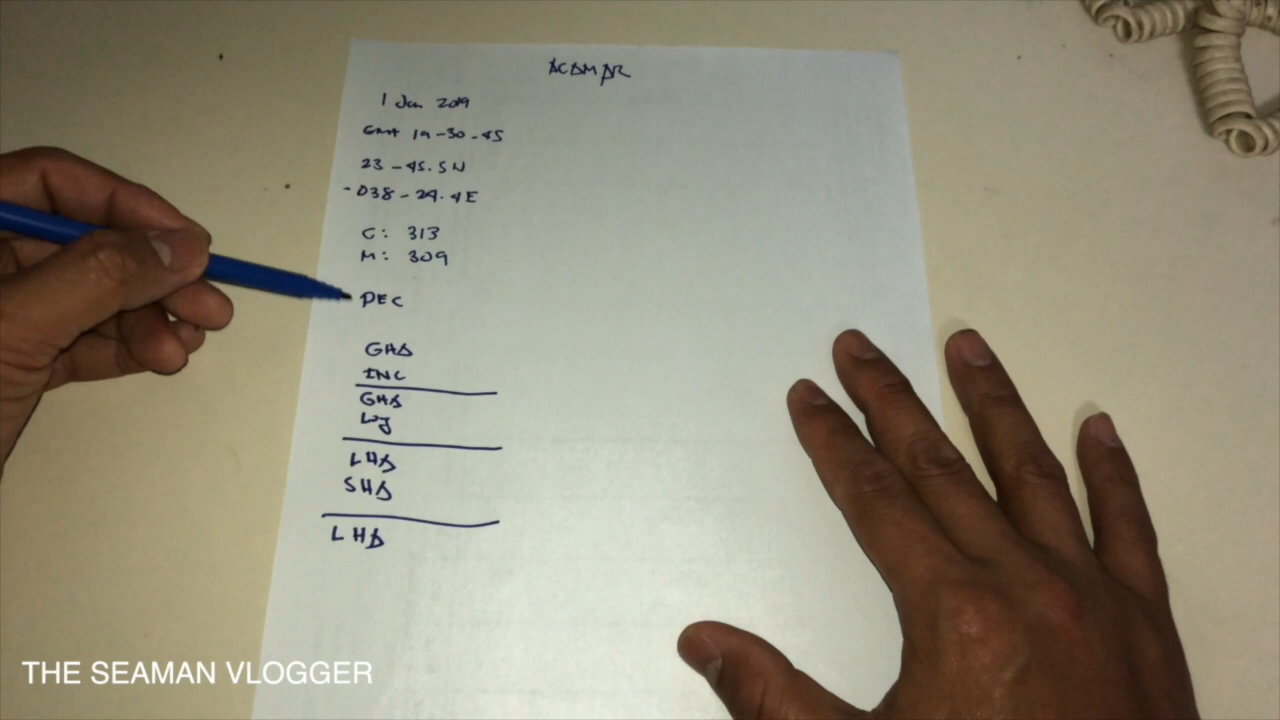 ACAMAR
1 Jan 2019
GMT 19-30-45
23-45.5N
-038-24.4E
C: 313
M: 309
DEC
GHA
INC
GHA
LHA
SHA
LHA
THE SEAMAN VLOGGER